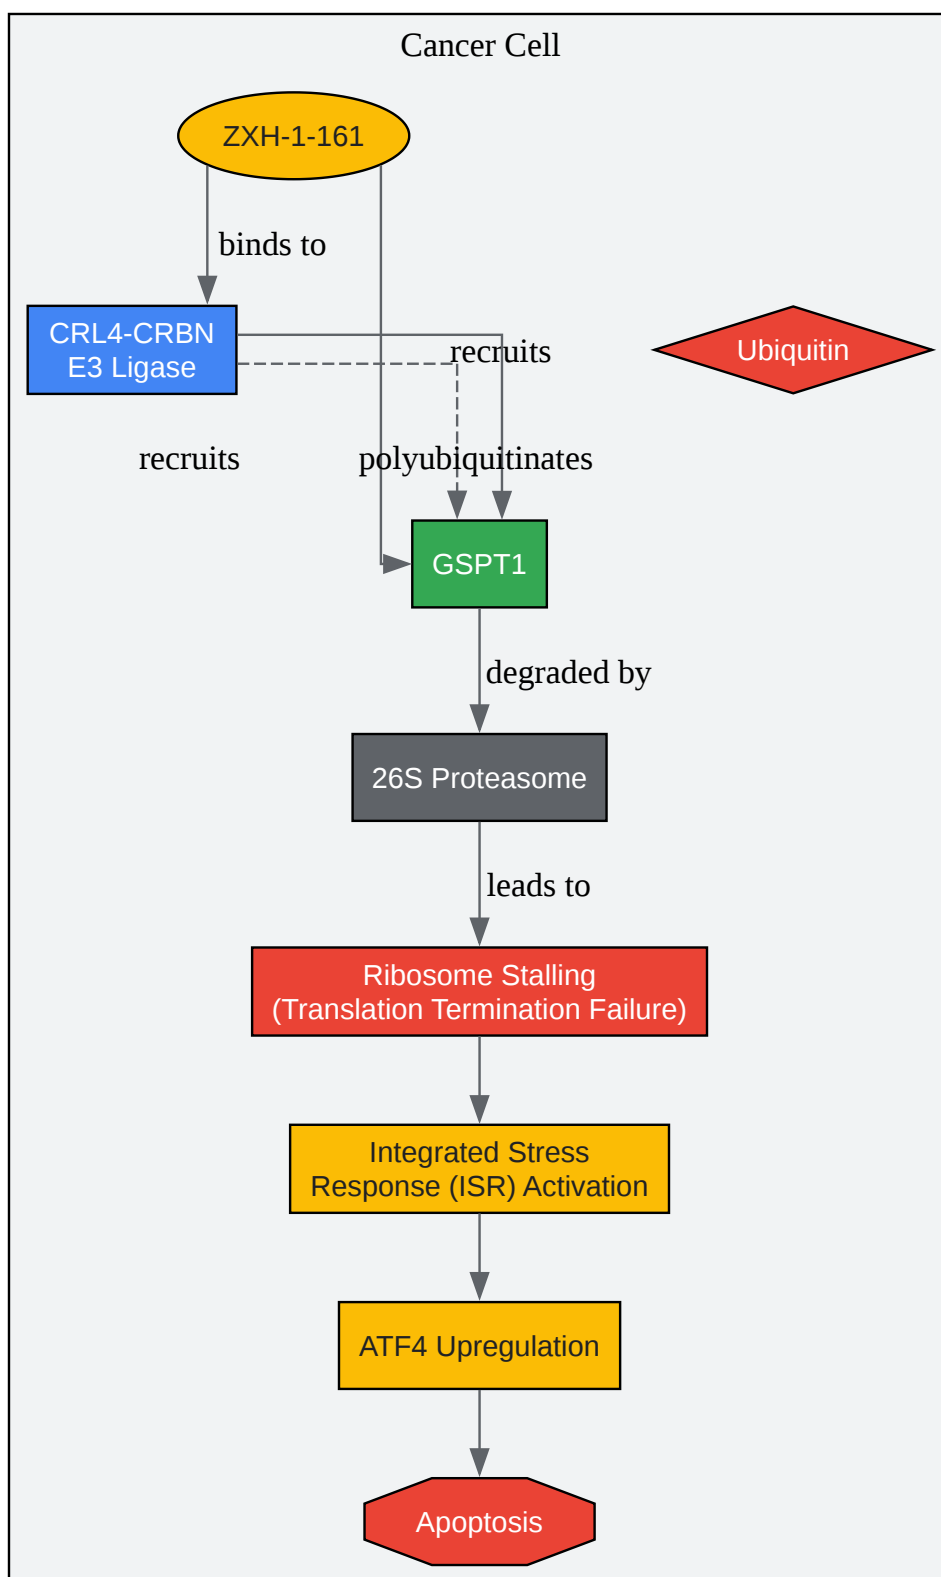 Cancer Cell
ZXH-1-161
binds to
CRL4-CRBN
E3 Ligase
recruits
Ubiquitin
recruits
polyubiquitinates
GSPT1
degraded by
26S Proteasome
leads to
Ribosome Stalling
(Translation Termination Failure)
Integrated Stress
Response (ISR) Activation
ATF4 Upregulation
Apoptosis